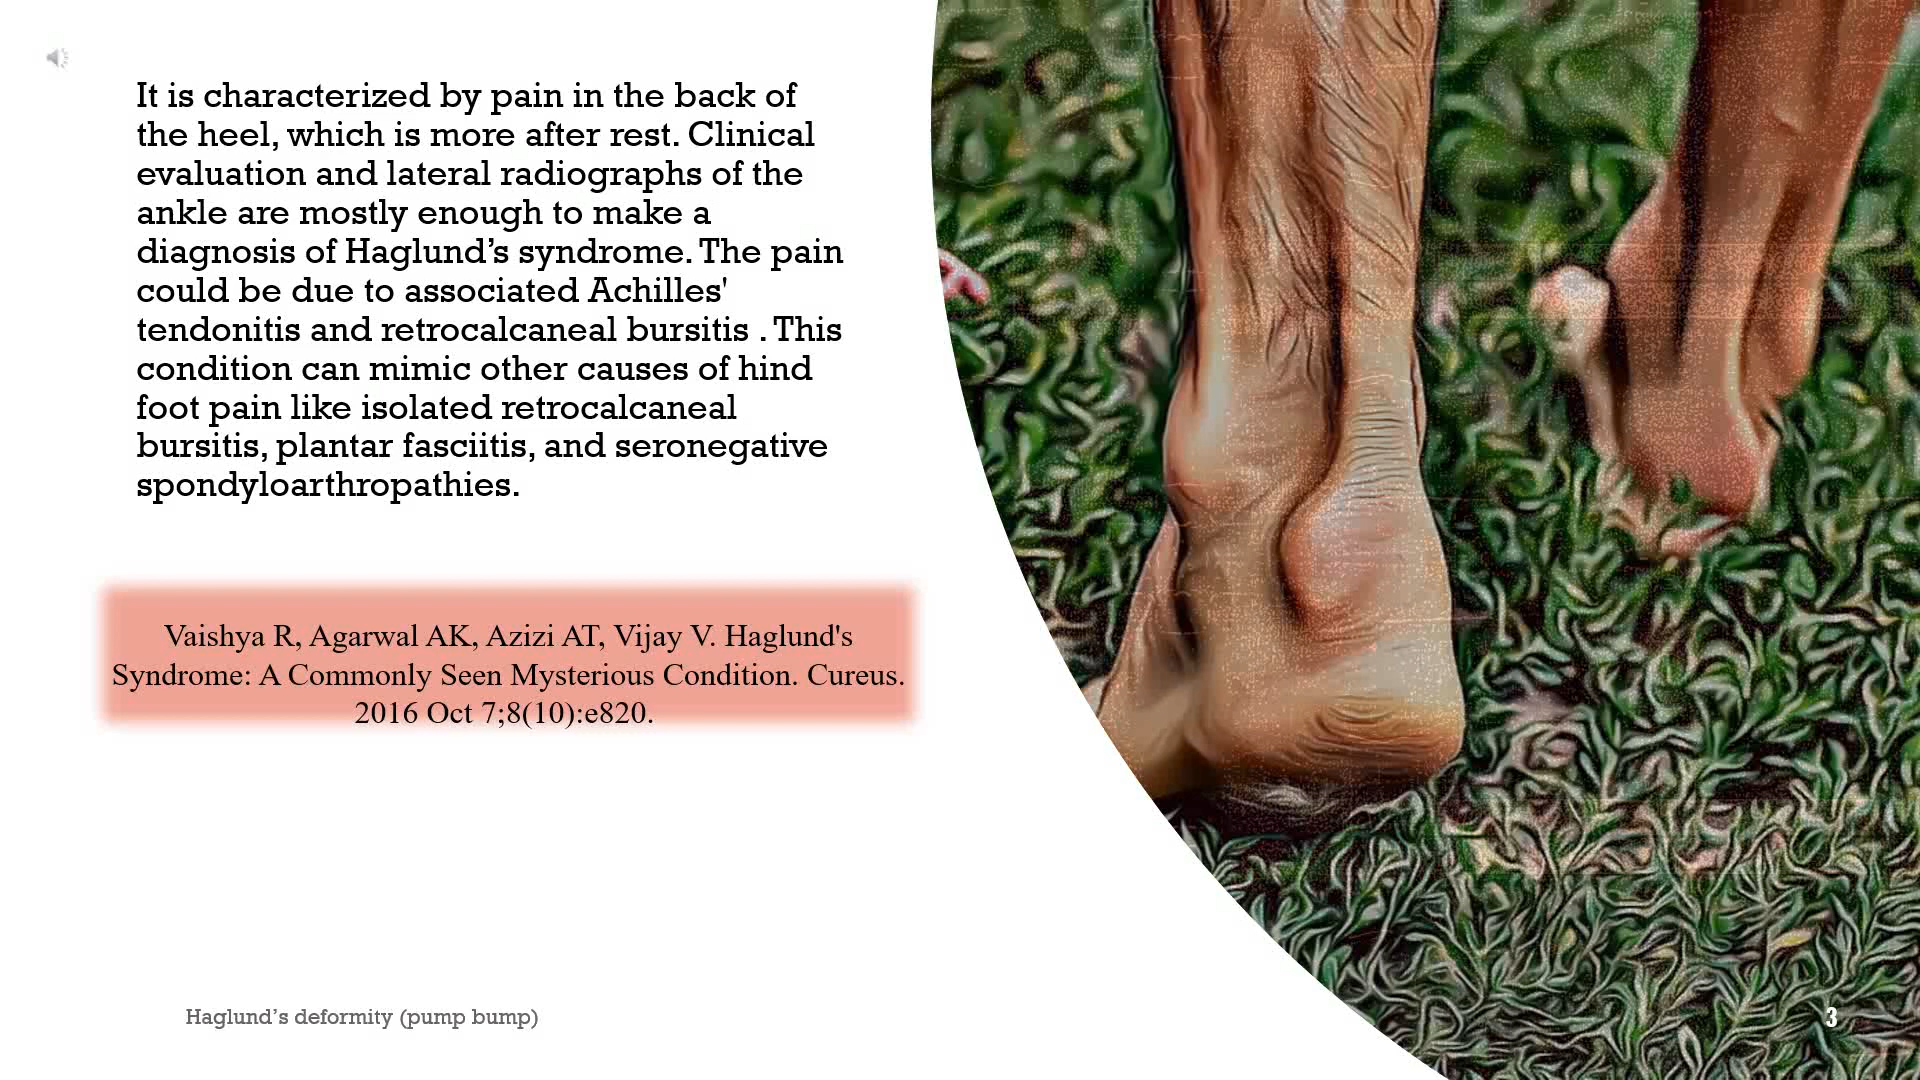 It is characterized by pain in the back of
the heel, which is more after rest. Clinical
evaluation and lateral radiographs of the
ankle are mostly enough to make a
diagnosis of Haglund’s syndrome. The pain
could be due to associated Achilles'
tendonitis and retrocalcaneal bursitis . This
condition can mimic other causes of hind
foot pain like isolated retrocalcaneal
bursitis, plantar fasciitis, and seronegative
spondyloarthropathies.
Vaishya R, Agarwal AK, Azizi AT, Vijay V. Haglund's
Syndrome: A Commonly Seen Mysterious Condition. Cureus.
2016 Oct 7;8(10):e820.
Haglund’s deformity (pump bump)
3